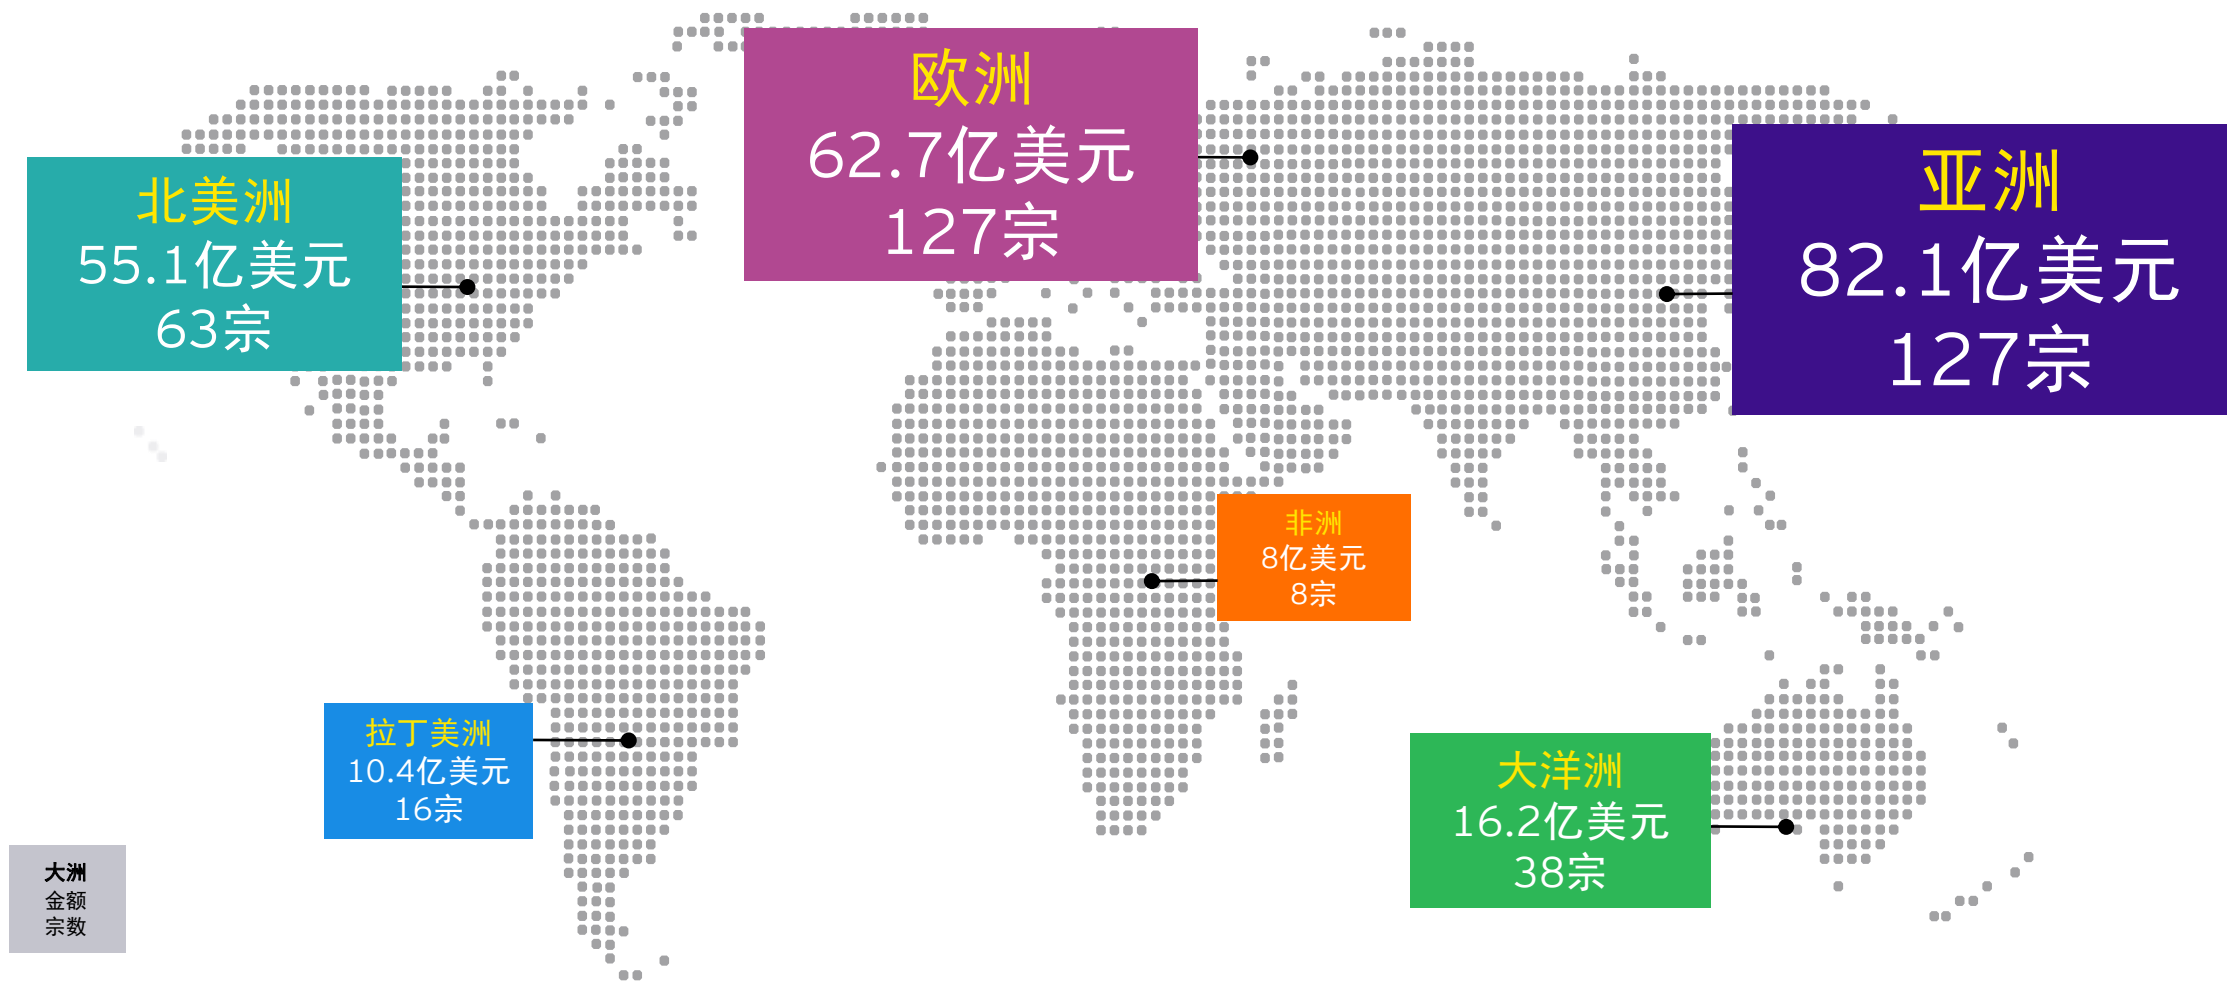 欧洲
62.7亿美元
127宗
亚洲
82.1亿美元
127宗
北美洲
55.1亿美元
63宗
非洲
8亿美元
8宗
拉丁美洲
10.4亿美元
16宗
大洋洲
16.2亿美元
38宗
大洲
金额
宗数